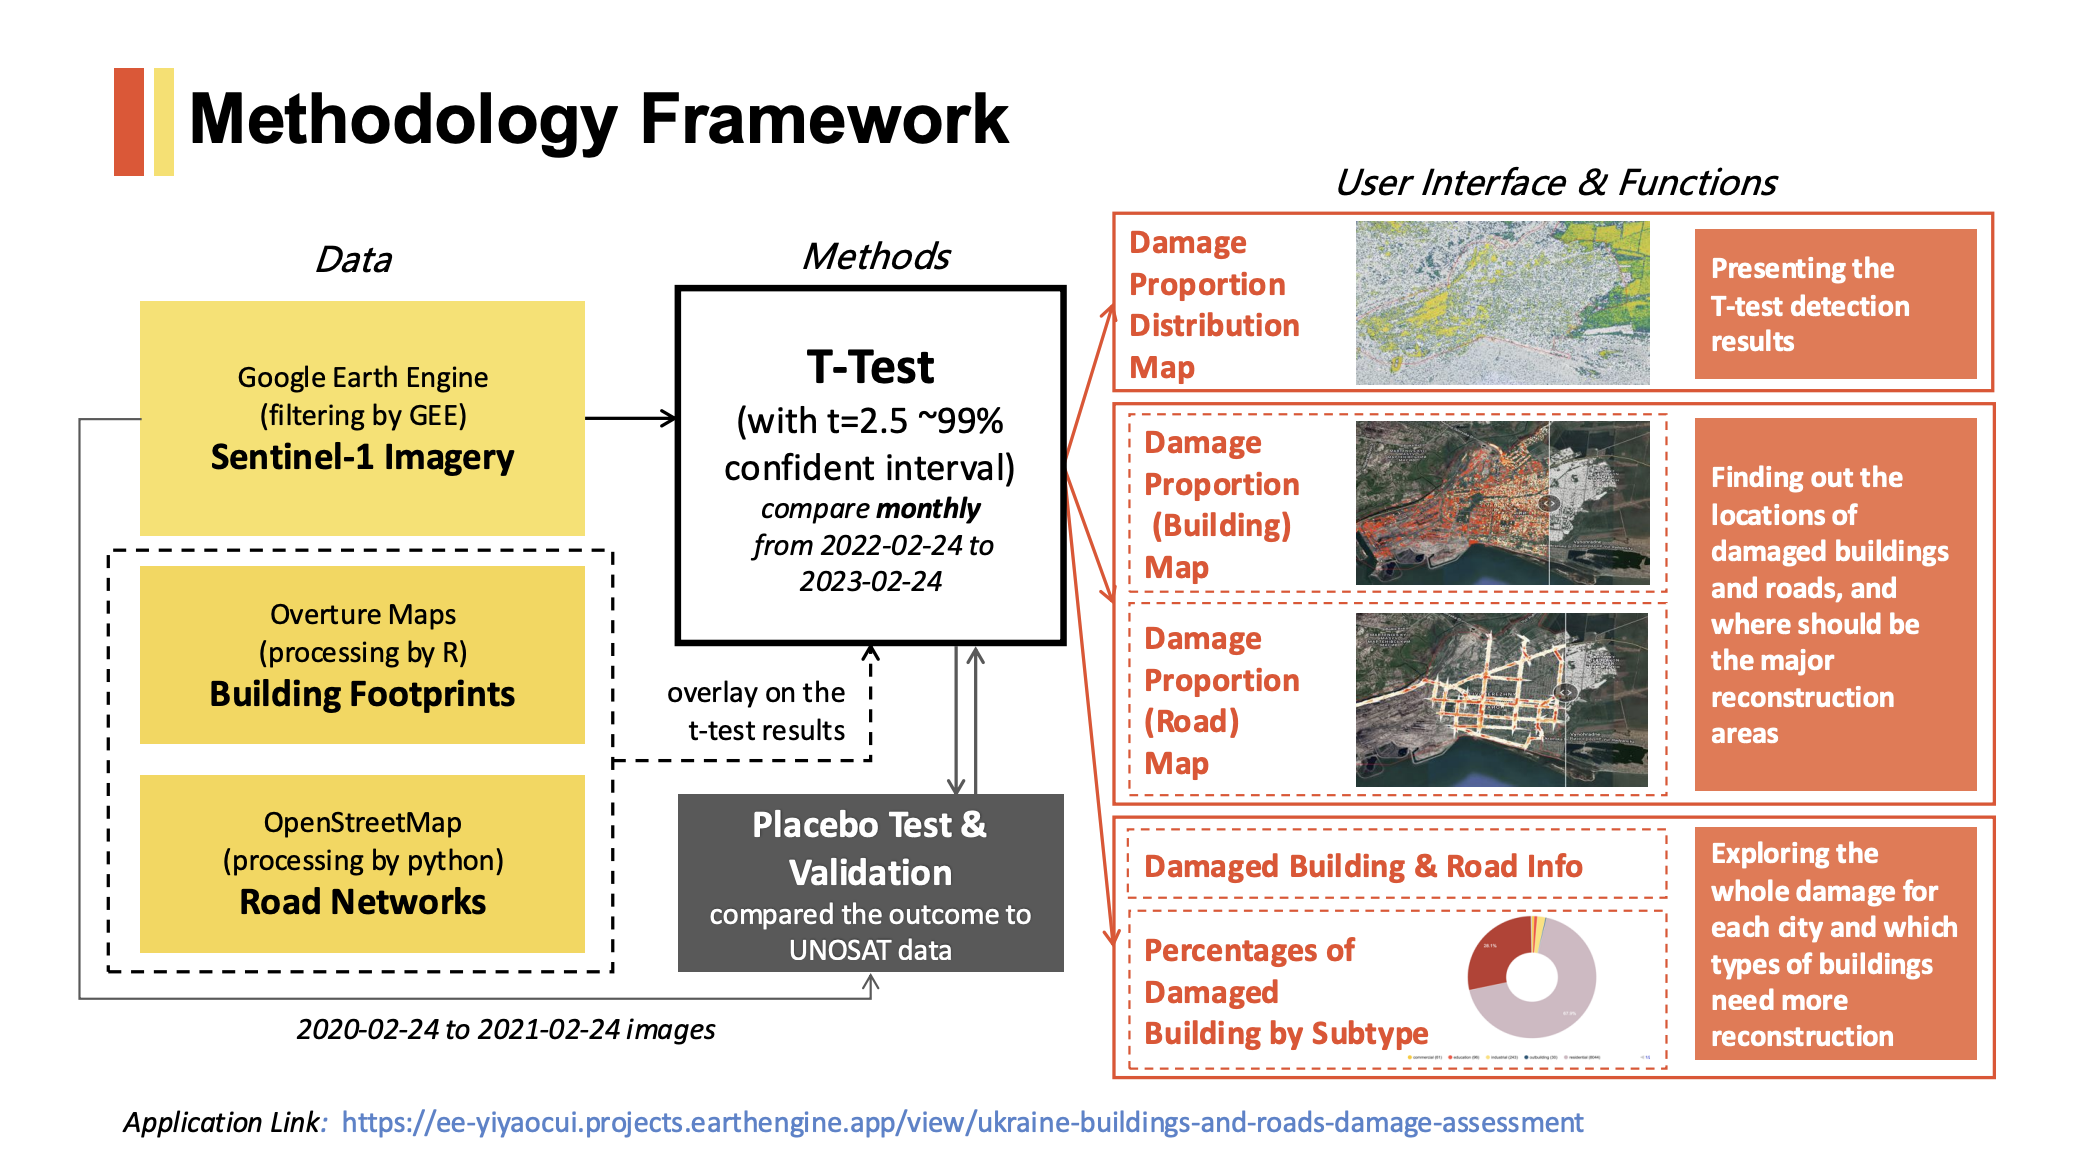 Methodology Framework
Data
Google Earth Engine
(filtering by GEE)
Sentinel-1 Imagery
Overture Maps
(processing by R)
Building Footprints
OpenStreetMap
(processing by python)
Road Networks
2020-02-24 to 2021-02-24 images
Methods
T-Test
(with t=2.5 ~99%
confident interval)
compare monthly
from 2022-02-24 to
2023-02-24
overlay on the
t-test results
Placebo Test &
Validation
compared the outcome to
UNOSAT data
User Interface & Functions
Damage
Proportion
Distribution
Map
Presenting the
T-test detection
results
Damage
Proportion
(Building)
Map
Damage
Proportion
(Road)
Map
Finding out the
locations of
damaged buildings
and roads, and
where should be
the major
reconstruction
areas
Damaged Building & Road Info
Percentages of
Damaged
Building by Subtype
Exploring the
whole damage for
each city and which
types of buildings
need more
reconstruction
Application Link: https://ee-yiyaocui.projects.earthengine.app/view/ukraine-buildings-and-roads-damage-assessment